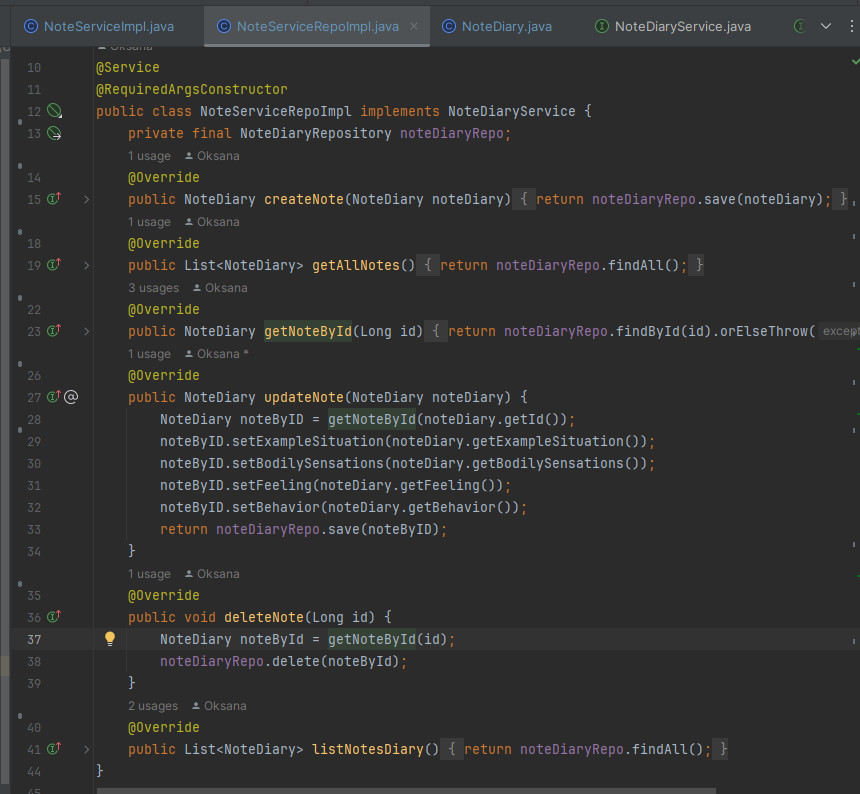 NoteServiceImpl.java NoteServiceRepoImpl.java × NoteDiary.java NoteDiaryService.java
Oksana
10 @Service
11 @RequiredArgsConstructor
12 public class NoteServiceRepoImpl implements NoteDiaryService {
13 private final NoteDiaryRepository noteDiaryRepo;
1 usage Oksana
14 @Override
15 public NoteDiary createNote(NoteDiary noteDiary) { return noteDiaryRepo.save(noteDiary); }
1 usage Oksana
18 @Override
19 public List<NoteDiary> getAllNotes() { return noteDiaryRepo.findAll(); }
3 usages Oksana
22 @Override
23 public NoteDiary getNoteById(Long id) { return noteDiaryRepo.findById(id).orElseThrow( except
1 usage Oksana *
26 @Override
27 public NoteDiary updateNote(NoteDiary noteDiary) {
28 NoteDiary noteByID = getNoteById(noteDiary.getId());
29 noteByID.setExampleSituation(noteDiary.getExampleSituation());
30 noteByID.setBodilySensations(noteDiary.getBodilySensations());
31 noteByID.setFeeling(noteDiary.getFeeling());
32 noteByID.setBehavior(noteDiary.getBehavior());
33 return noteDiaryRepo.save(noteByID);
34 }
1 usage Oksana
35 @Override
36 public void deleteNote(Long id) {
37 NoteDiary noteById = getNoteById(id);
38 noteDiaryRepo.delete(noteById);
39 }
2 usages Oksana
40 @Override
41 public List<NoteDiary> listNotesDiary() { return noteDiaryRepo.findAll(); }
44 }
45